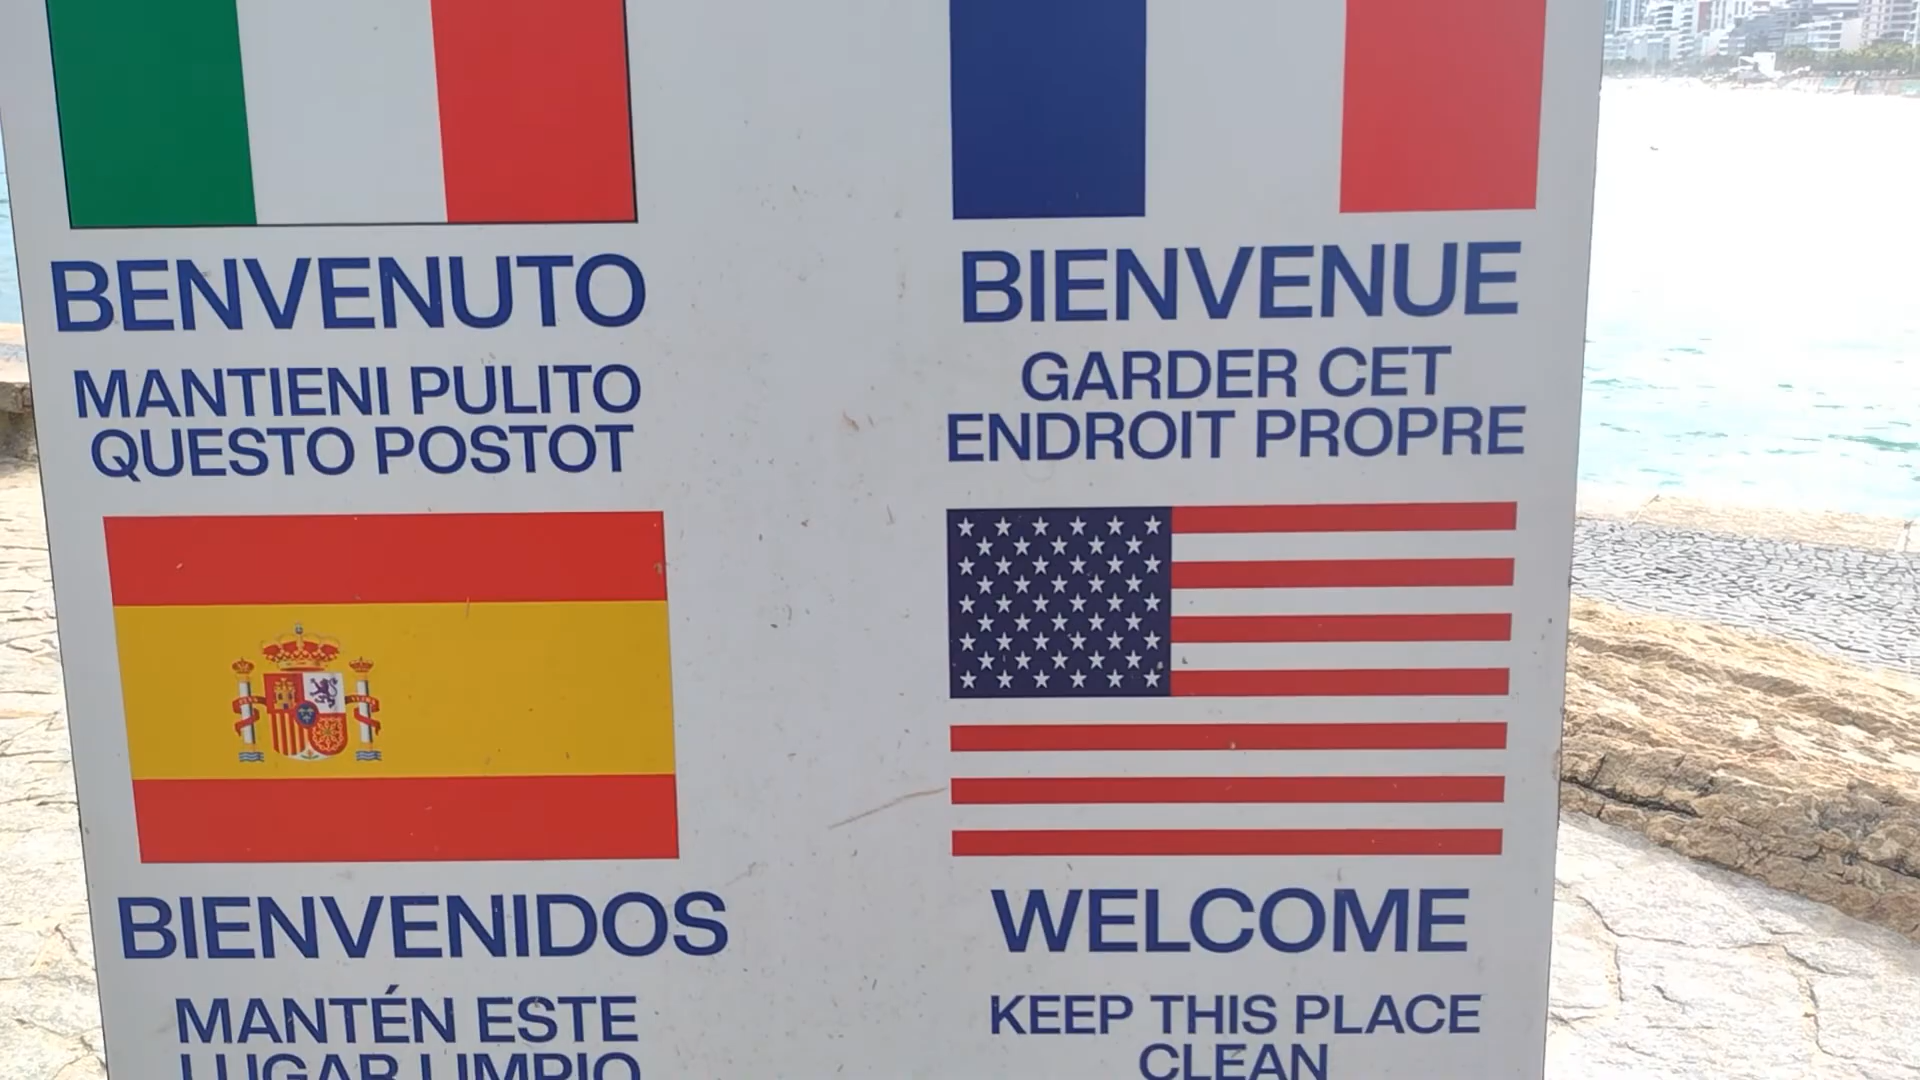 BENVENUTO
MANTIENI PULITO
QUESTO POSTOT
BIENVENUE
GARDER CET
ENDROIT PROPRE
BIENVENIDOS
MANTÉN ESTE
LUGAR LIMPIO
WELCOME
KEEP THIS PLACE
CLEAN